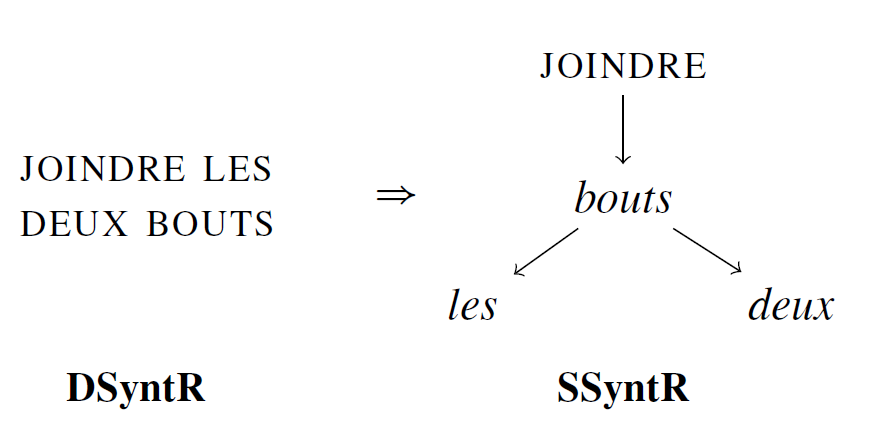 JOINDRE
JOINDRE LES
DEUX BOUTS
⇒
bouts
les
deux
DSyntR
SSyntR